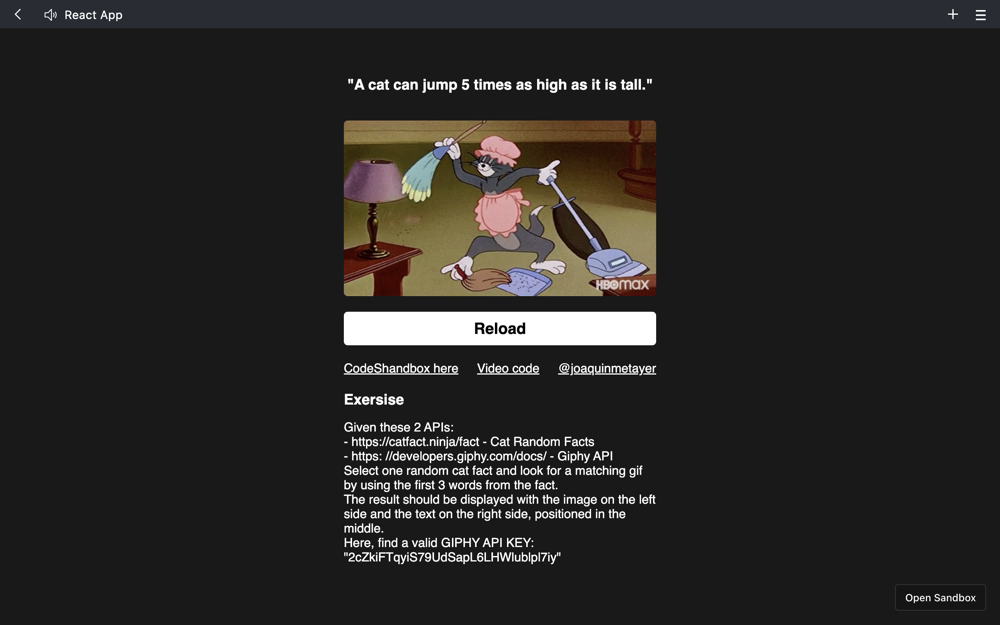 React App
"A cat can jump 5 times as high as it is tall."
HBOMAX
Reload
CodeShandbox here Video code @joaquinmetayer
Exersise
Given these 2 APIs:
- https://catfact.ninja/fact - Cat Random Facts
- https: //developers.giphy.com/docs/ - Giphy API
Select one random cat fact and look for a matching gif
by using the first 3 words from the fact.
The result should be displayed with the image on the left
side and the text on the right side, positioned in the
middle.
Here, find a valid GIPHY API KEY:
"2cZkiFTqyiS79UdSapL6LHWlublpl7iy"
Open Sandbox